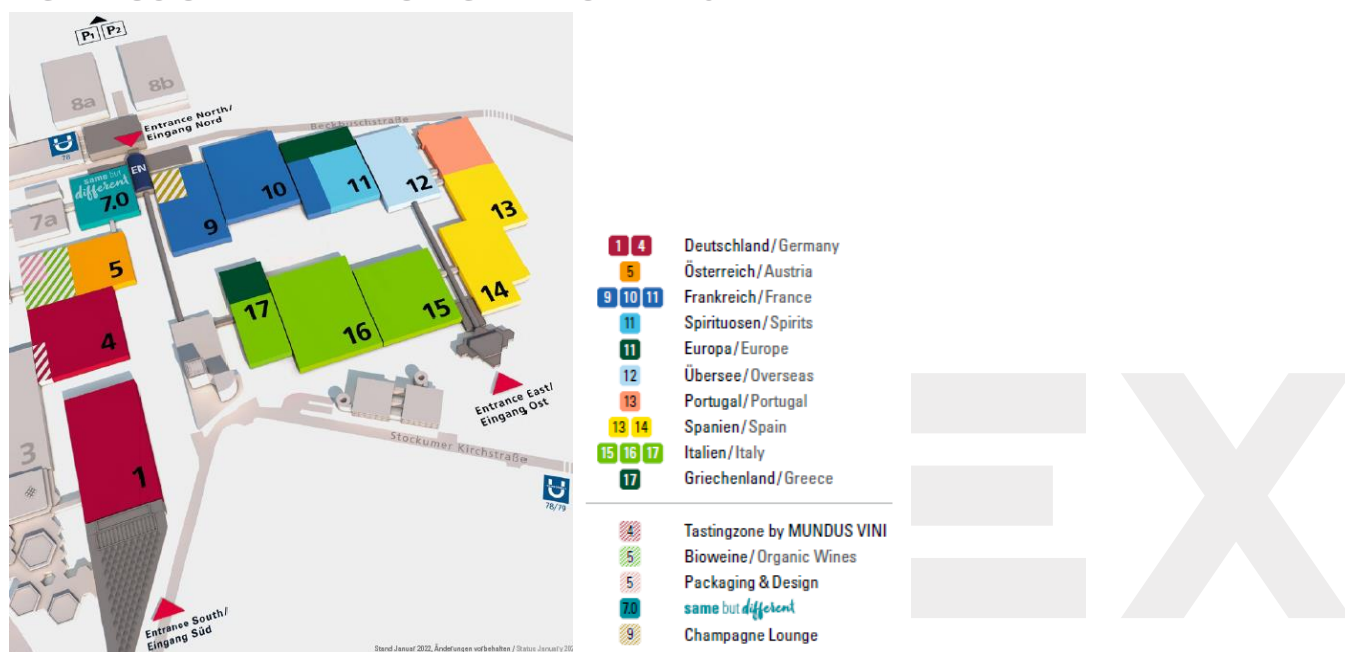 P1 P2
8a
8b
Entrance North/
Eingang Nord
Beckbuschstraße
U
78
EN
same but
different
7.0
7a
9
10
11
12
13
14
5
4
17
16
15
3
1
Entrance East/
Eingang Ost
Stockumer Kirchstraße
U
78/79
Entrance South/
Eingang Süd
Stand Januar 2022, Änderungen vorbehalten / Status January 202
1 4 Deutschland/Germany
5 Österreich/Austria
9 10 11 Frankreich/France
11 Spirituosen/Spirits
11 Europa/Europe
12 Übersee/Overseas
13 Portugal/Portugal
13 14 Spanien/Spain
15 16 17 Italien/Italy
17 Griechenland/Greece
4 Tastingzone by MUNDUS VINI
5 Bioweine/Organic Wines
5 Packaging & Design
7.0 same but different
9 Champagne Lounge
EX